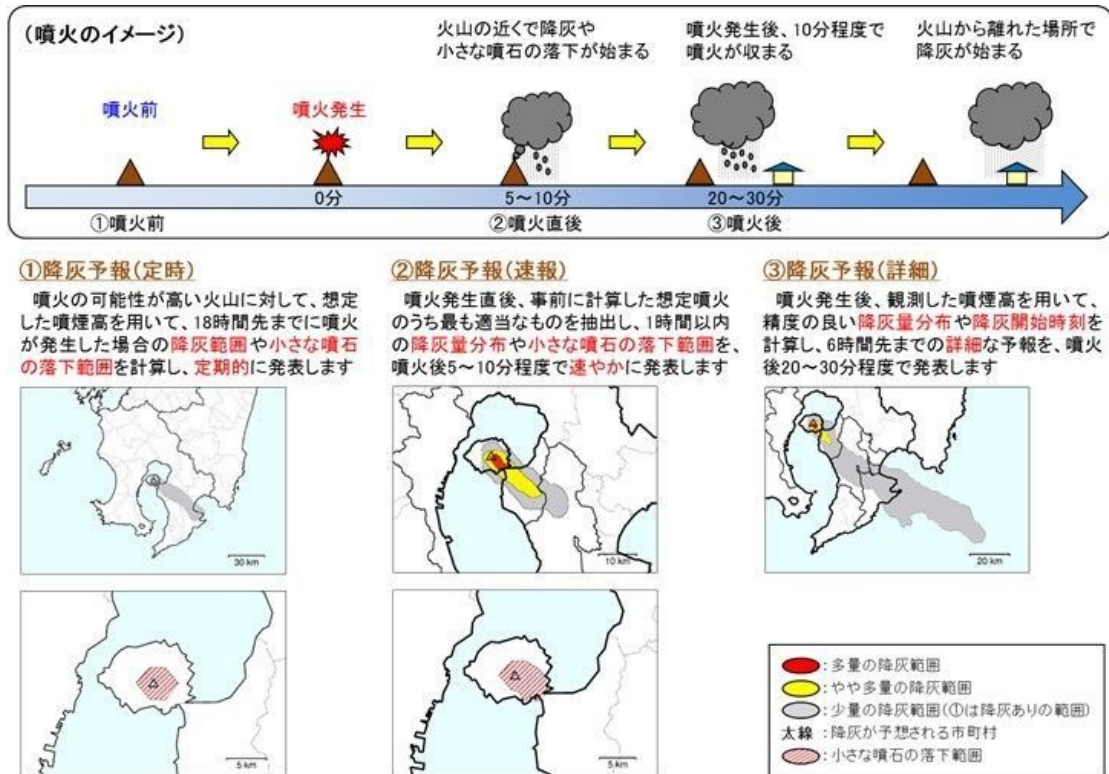 (噴火のイメージ)
火山の近くで降灰や
小さな噴石の落下が始まる
噴火発生後、10分程度で
噴火が収まる
火山から離れた場所で
降灰が始まる
噴火前
噴火発生
0分
5～10分
20～30分
①噴火前
②噴火直後
③噴火後
①降灰予報(定時)
噴火の可能性が高い火山に対して、想定
した噴煙高を用いて、18時間先までに噴火
が発生した場合の降灰範囲や小さな噴石
の落下範囲を計算し、定期的に発表します
30 km
5 km
②降灰予報(速報)
噴火発生直後、事前に計算した想定噴火
のうち最も適当なものを抽出し、1時間以内
の降灰量分布や小さな噴石の落下範囲を、
噴火後5～10分程度で速やかに発表します
10 km
5 km
③降灰予報(詳細)
噴火発生後、観測した噴煙高を用いて、
精度の良い降灰量分布や降灰開始時刻を
計算し、6時間先までの詳細な予報を、噴火
後20～30分程度で発表します
20 km
:多量の降灰範囲
:やや多量の降灰範囲
:少量の降灰範囲(①は降灰ありの範囲)
太線:降灰が予想される市町村
:小さな噴石の落下範囲